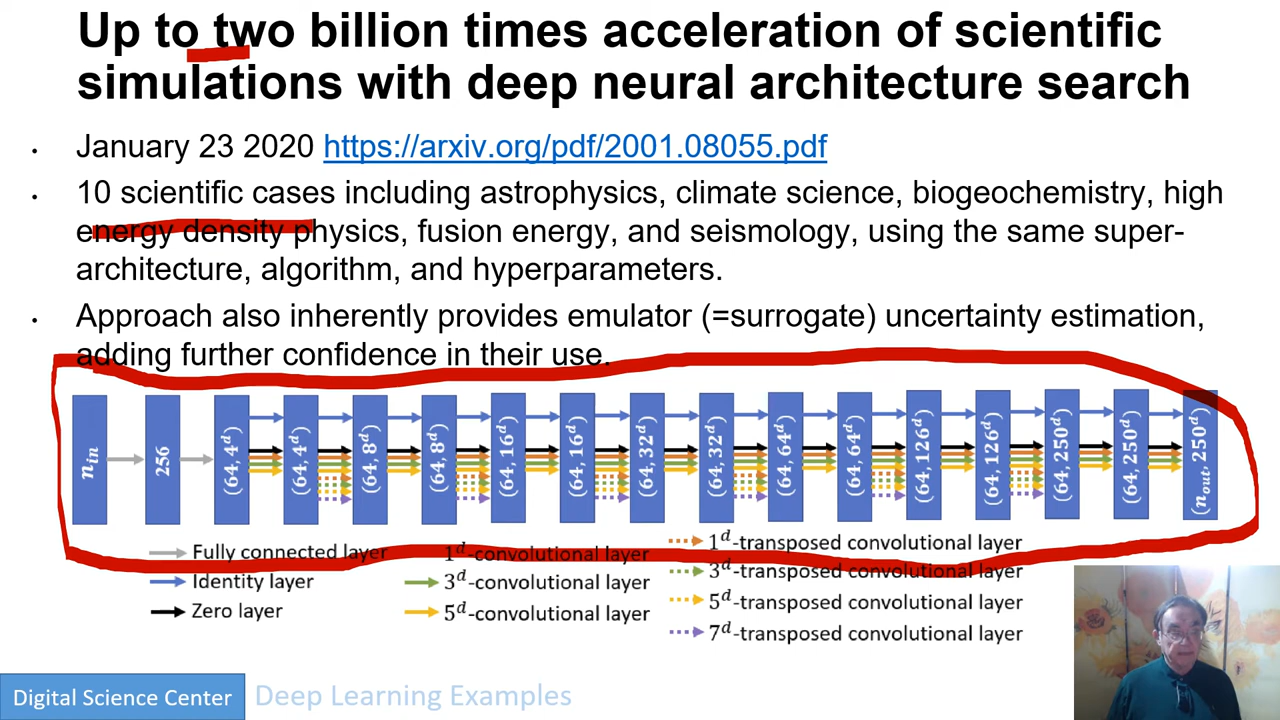 Up to two billion times acceleration of scientific
simulations with deep neural architecture search
• January 23 2020 https://arxiv.org/pdf/2001.08055.pdf
• 10 scientific cases including astrophysics, climate science, biogeochemistry, high
energy density physics, fusion energy, and seismology, using the same super-
architecture, algorithm, and hyperparameters.
• Approach also inherently provides emulator (=surrogate) uncertainty estimation,
adding further confidence in their use.
n_in
256
(64, 4^d)
(64, 4^d)
(64, 8^d)
(64, 8^d)
(64, 16^d)
(64, 16^d)
(64, 32^d)
(64, 32^d)
(64, 64^d)
(64, 64^d)
(64, 126^d)
(64, 126^d)
(64, 250^d)
(64, 250^d)
(n_out, 250^d)
Fully connected layer
Identity layer
Zero layer
1^d-convolutional layer
3^d-convolutional layer
5^d-convolutional layer
1^d-transposed convolutional layer
3^d-transposed convolutional layer
5^d-transposed convolutional layer
7^d-transposed convolutional layer
Digital Science Center
Deep Learning Examples